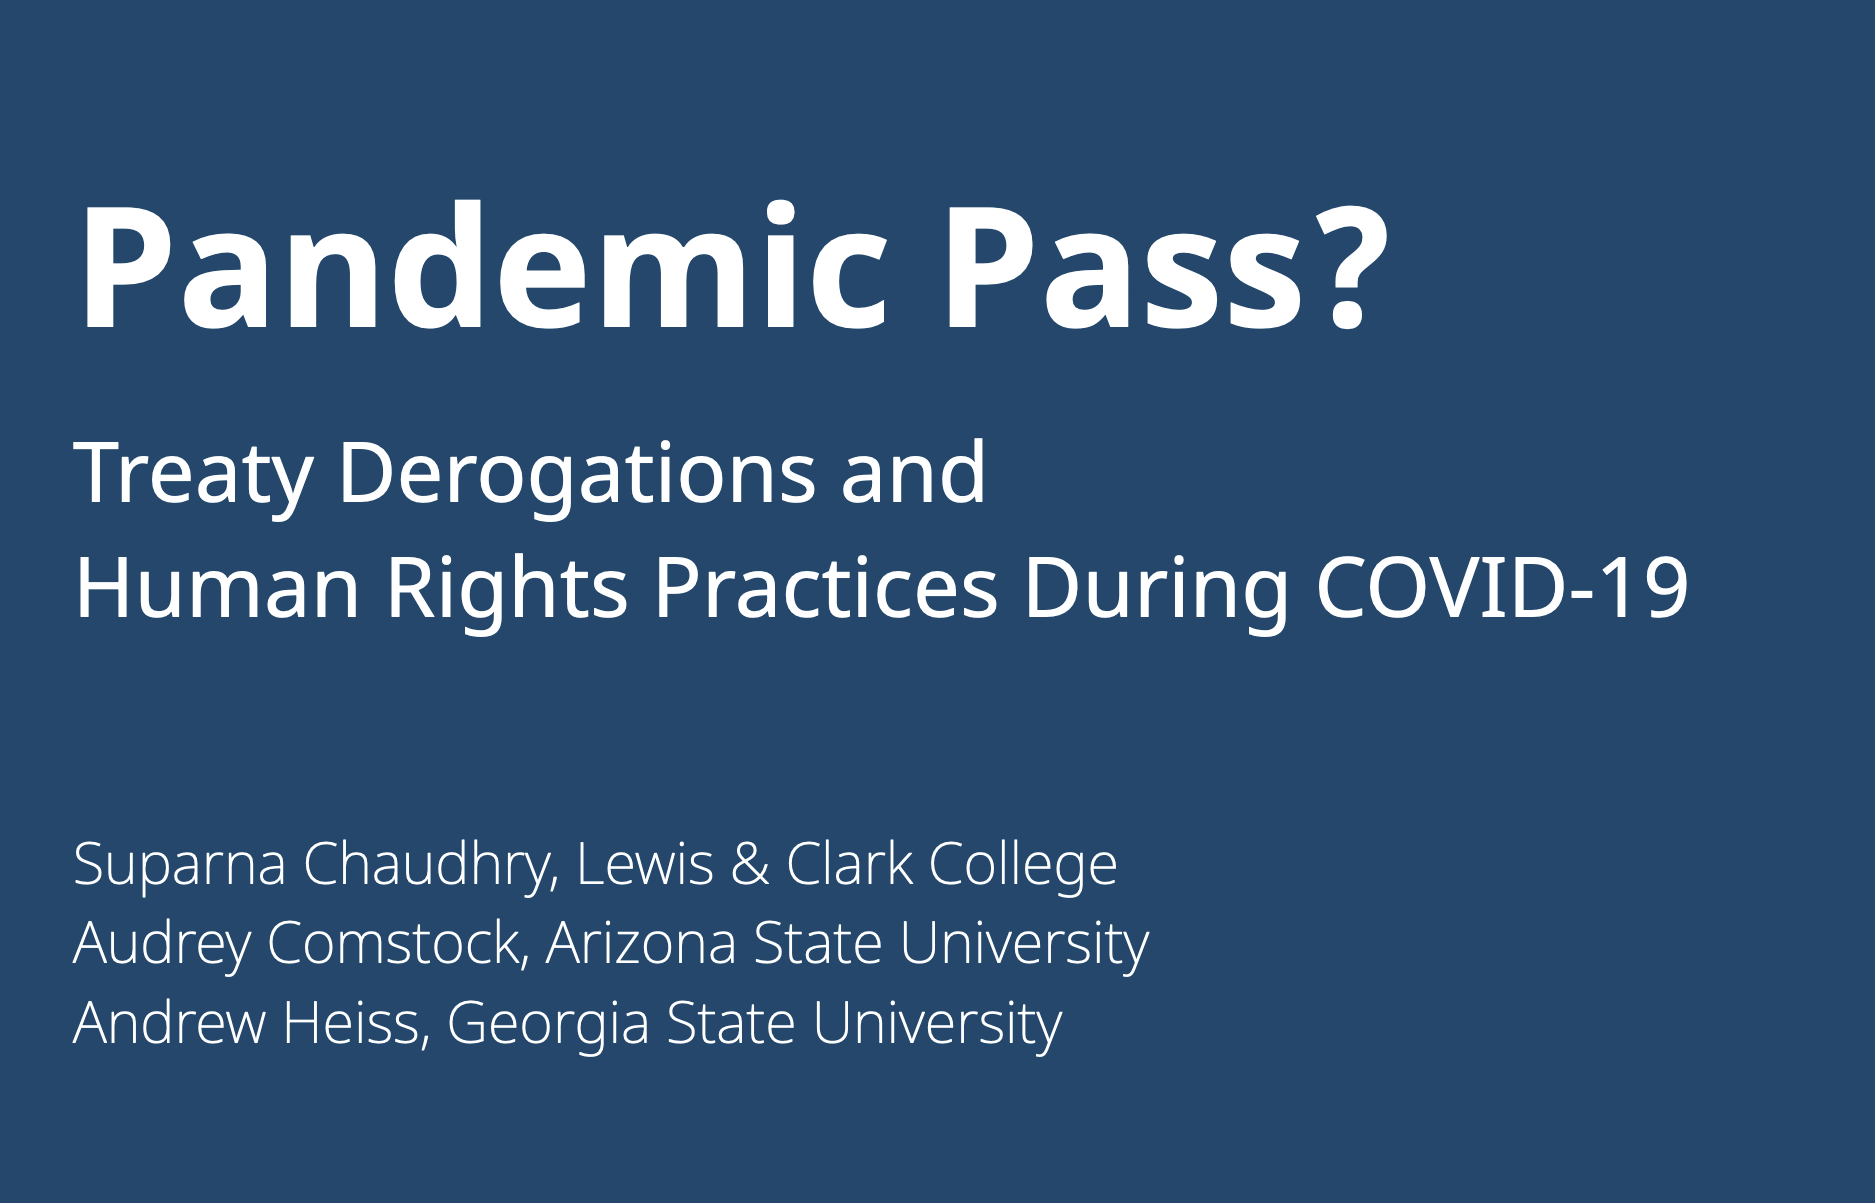 Pandemic Pass?
Treaty Derogations and
Human Rights Practices During COVID-19
Suparna Chaudhry, Lewis & Clark College
Audrey Comstock, Arizona State University
Andrew Heiss, Georgia State University